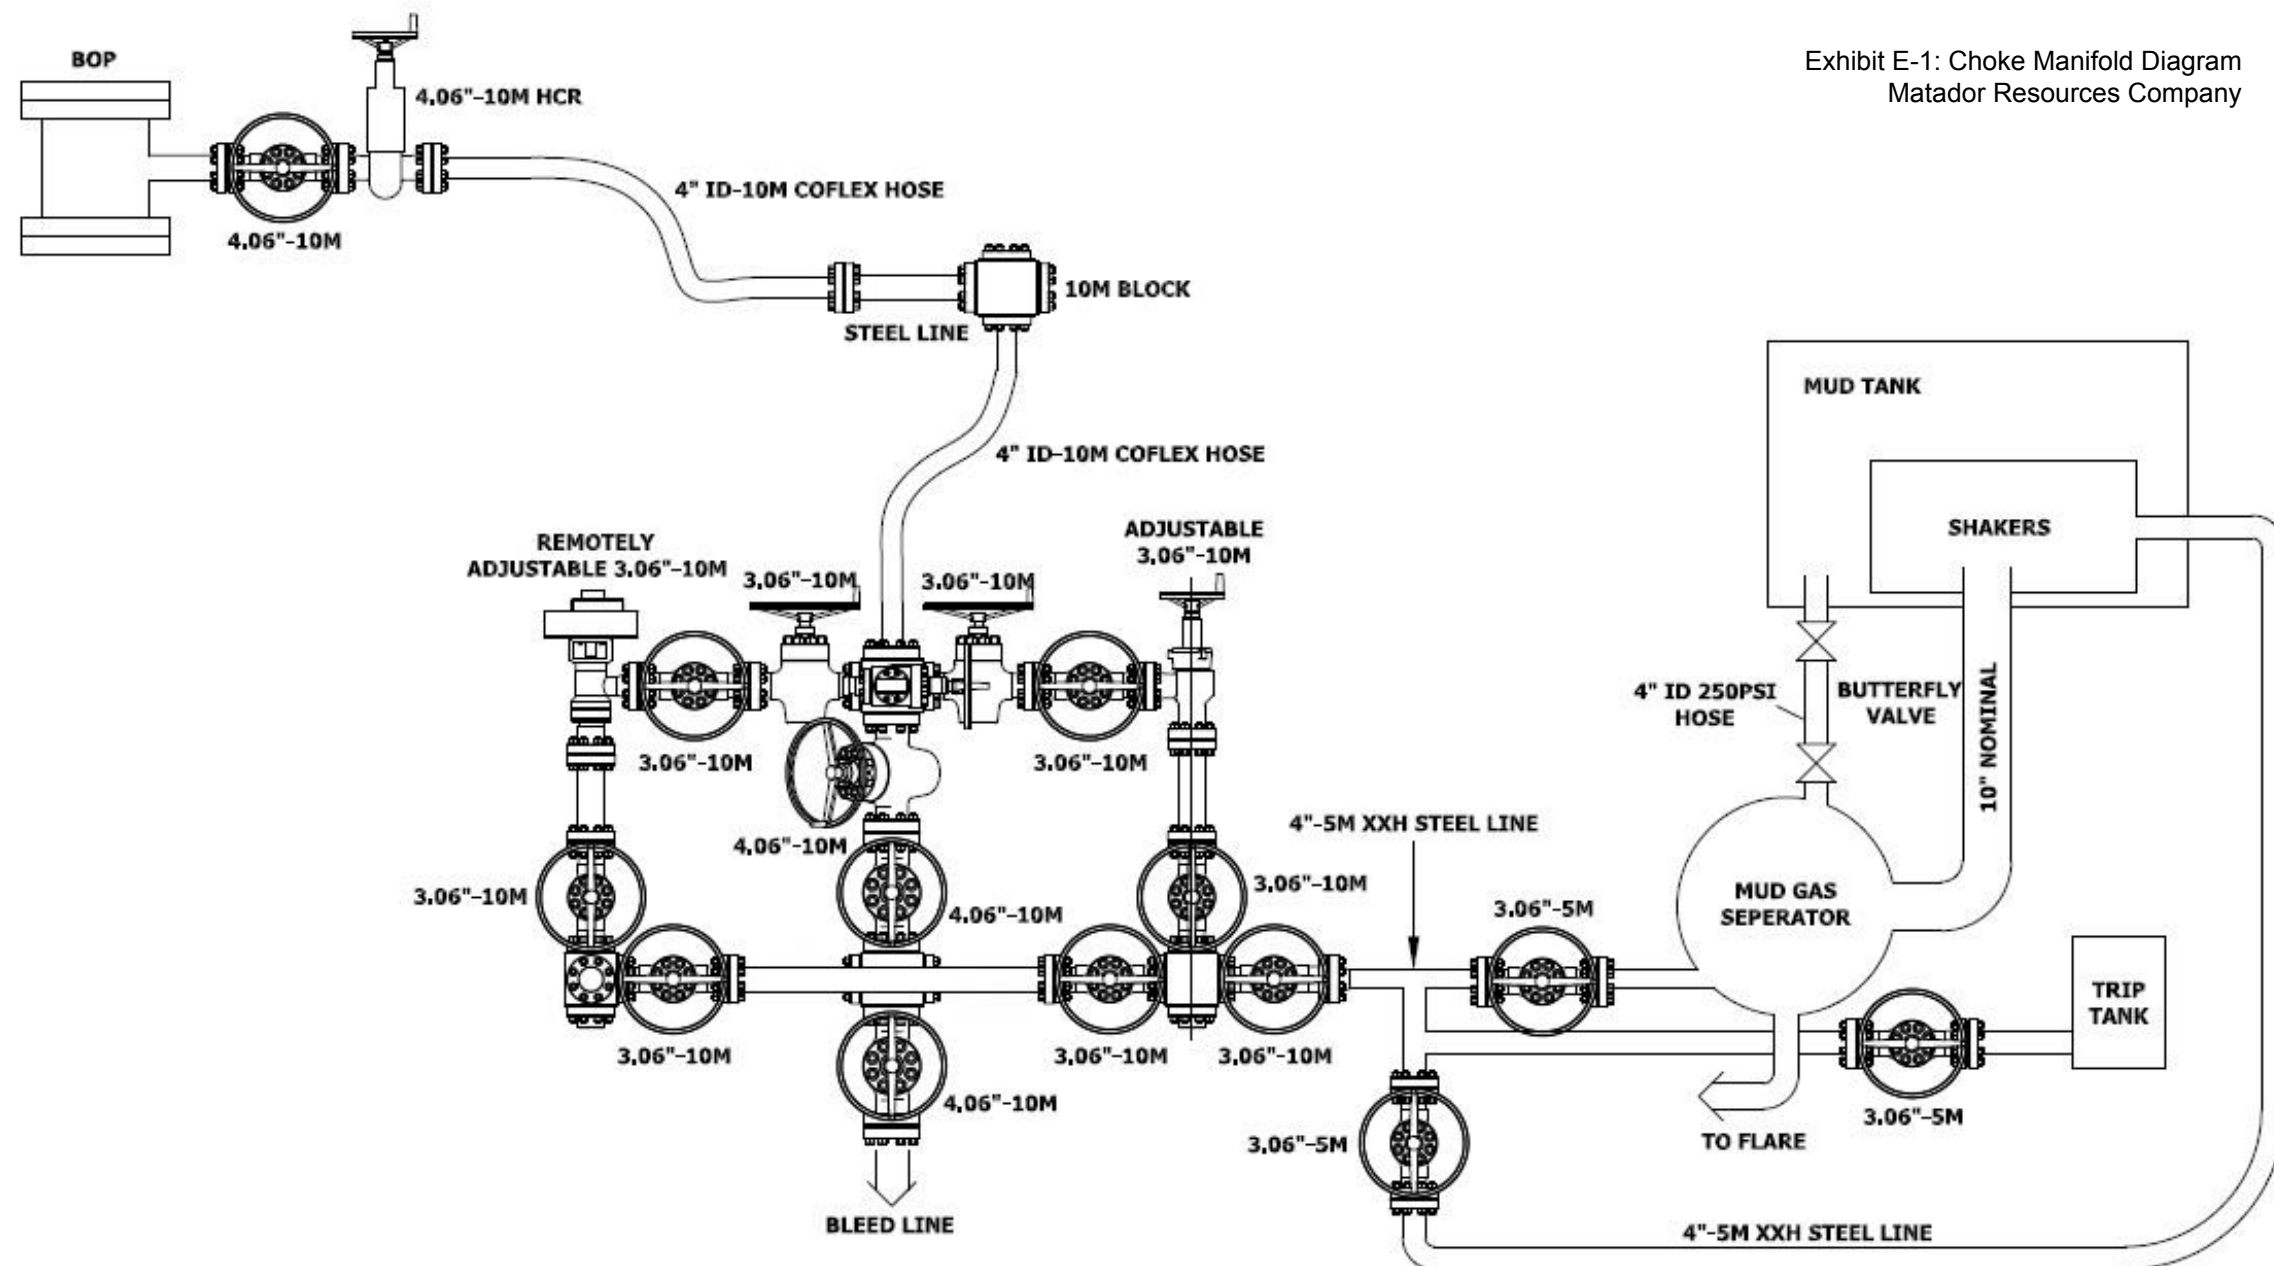 Exhibit E-1: Choke Manifold Diagram
Matador Resources Company
BOP
4.06"-10M HCR
4.06"-10M
4" ID-10M COFLEX HOSE
10M BLOCK
STEEL LINE
4" ID-10M COFLEX HOSE
MUD TANK
SHAKERS
REMOTELY
ADJUSTABLE 3.06"-10M
3.06"-10M
3.06"-10M
ADJUSTABLE
3.06"-10M
3.06"-10M
3.06"-10M
4.06"-10M
4" ID 250PSI
HOSE
BUTTERFLY
VALVE
10" NOMINAL
4"-5M XXH STEEL LINE
3.06"-10M
4.06"-10M
3.06"-10M
3.06"-5M
MUD GAS
SEPERATOR
TRIP
TANK
3.06"-10M
3.06"-10M
3.06"-10M
4.06"-10M
3.06"-5M
3.06"-5M
TO FLARE
BLEED LINE
4"-5M XXH STEEL LINE